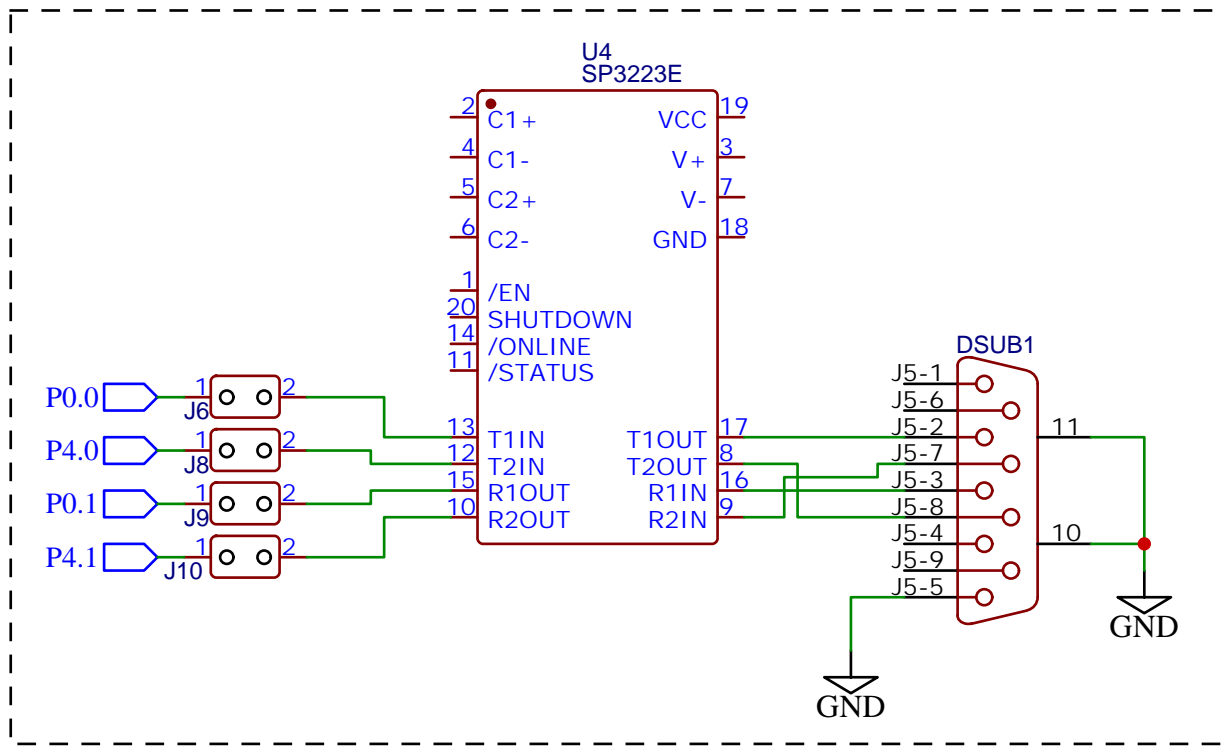 U4
SP3223E
2 C1+ VCC 19
4 C1- V+ 3
5 C2+ V- 7
6 C2- GND 18
1 /EN
20 SHUTDOWN
14 /ONLINE
11 /STATUS
DSUB1
J5-1
P0.0 1 2
J6
J5-6
13 T1IN T1OUT 17 J5-2 11
P4.0 1 2
J8
12 T2IN T2OUT 8 J5-7
15 R1OUT R1IN 16 J5-3
P0.1 1 2
J9
10 R2OUT R2IN 9 J5-8
J5-4 10
P4.1 1 2
J10
J5-9
J5-5
GND
GND